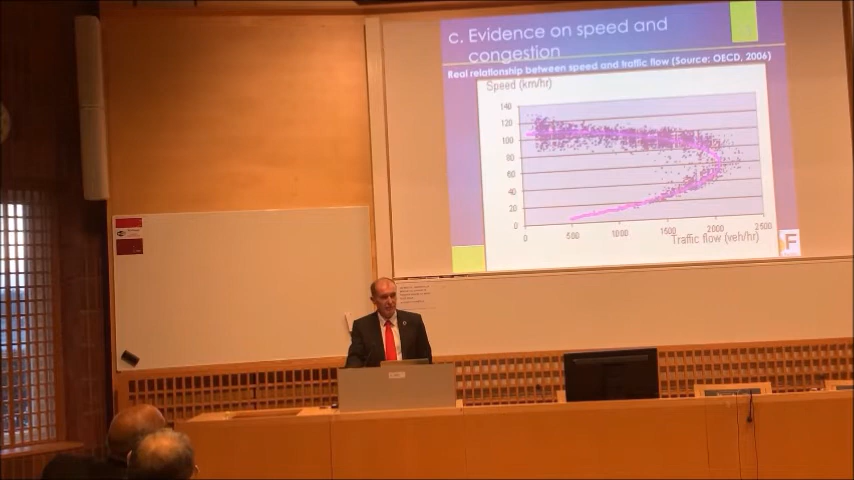 c. Evidence on speed and
congestion
Real relationship between speed and traffic flow (Source: OECD, 2006)
Speed (km/hr)
140
120
100
80
60
40
20
0
0 500 1000 1500 2000 2500
Traffic flow (veh/hr)
F